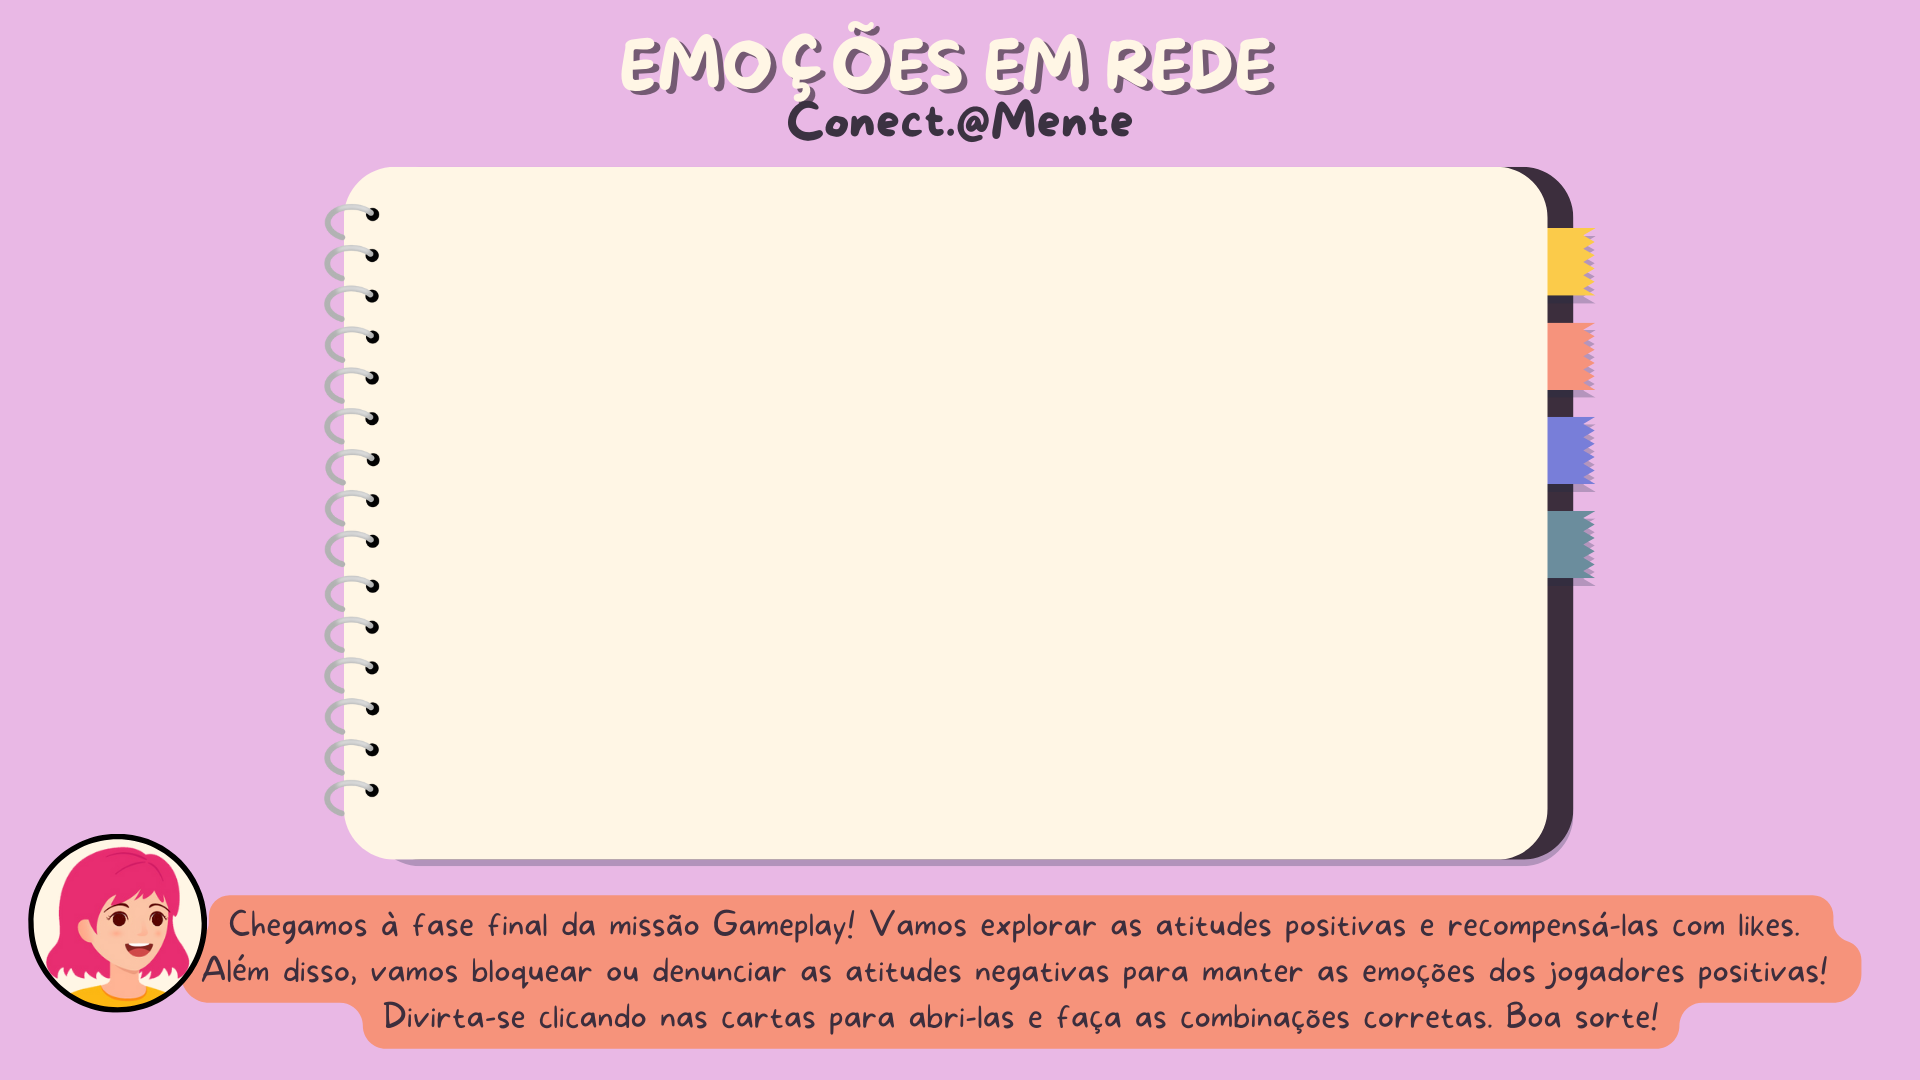 EMOÇÕES EM REDE
Conect.@Mente
Chegamos à fase final da missão Gameplay! Vamos explorar as atitudes positivas e recompensá-las com likes.
Além disso, vamos bloquear ou denunciar as atitudes negativas para manter as emoções dos jogadores positivas!
Divirta-se clicando nas cartas para abri-las e faça as combinações corretas. Boa sorte!